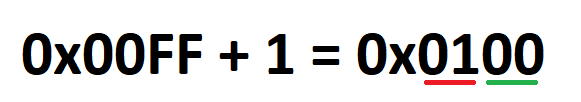 0x00FF + 1 = 0x0100